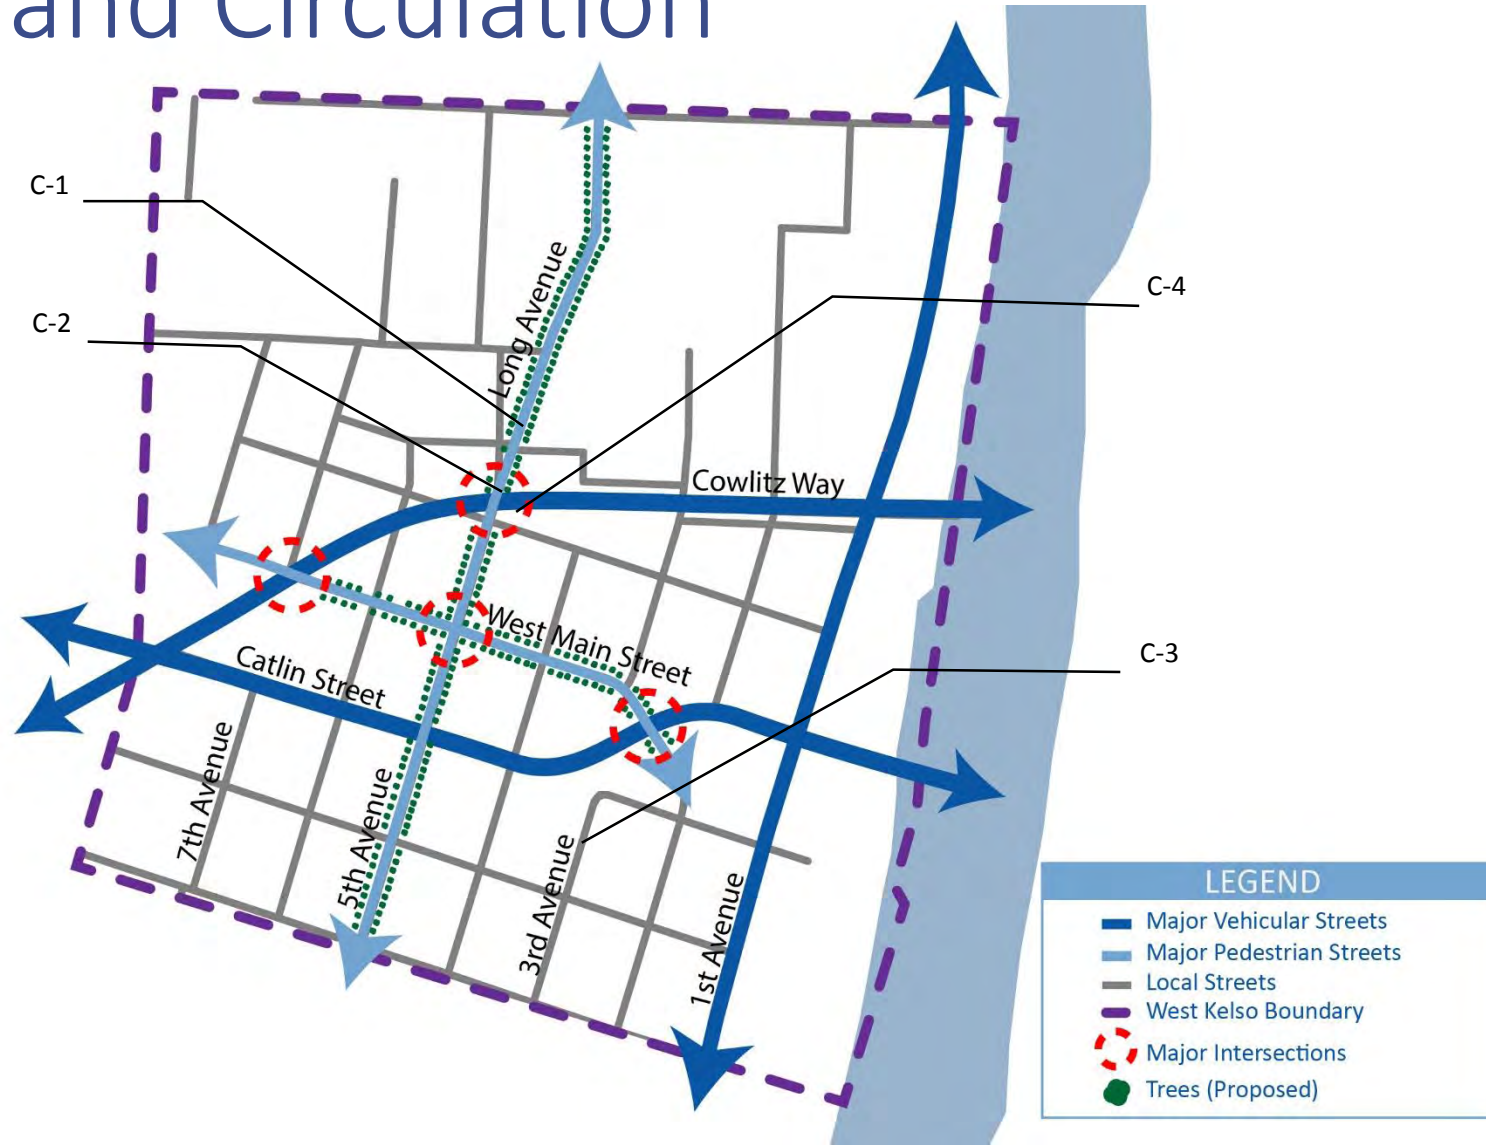 and Circulation
C-1
C-2
C-4
C-3
Long Avenue
Cowlitz Way
West Main Street
Catlin Street
7th Avenue
5th Avenue
3rd Avenue
1st Avenue
LEGEND
Major Vehicular Streets
Major Pedestrian Streets
Local Streets
West Kelso Boundary
Major Intersections
Trees (Proposed)